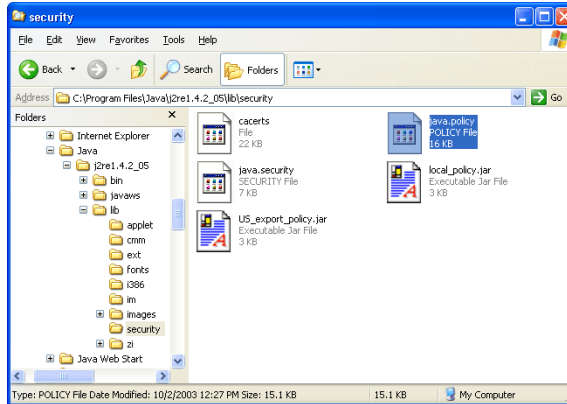 security
File Edit View Favorites Tools Help
Back Search Folders
Address C:\Program Files\Java\j2re1.4.2_05\lib\security Go
Folders
Internet Explorer
Java
j2re1.4.2_05
bin
javaws
lib
applet
cmm
ext
fonts
i386
im
images
security
zi
Java Web Start
cacerts
File
22 KB
java.policy
POLICY File
16 KB
java.security
SECURITY File
7 KB
local_policy.jar
Executable Jar File
3 KB
US_export_policy.jar
Executable Jar File
3 KB
Type: POLICY File Date Modified: 10/2/2003 12:27 PM Size: 15.1 KB 15.1 KB My Computer